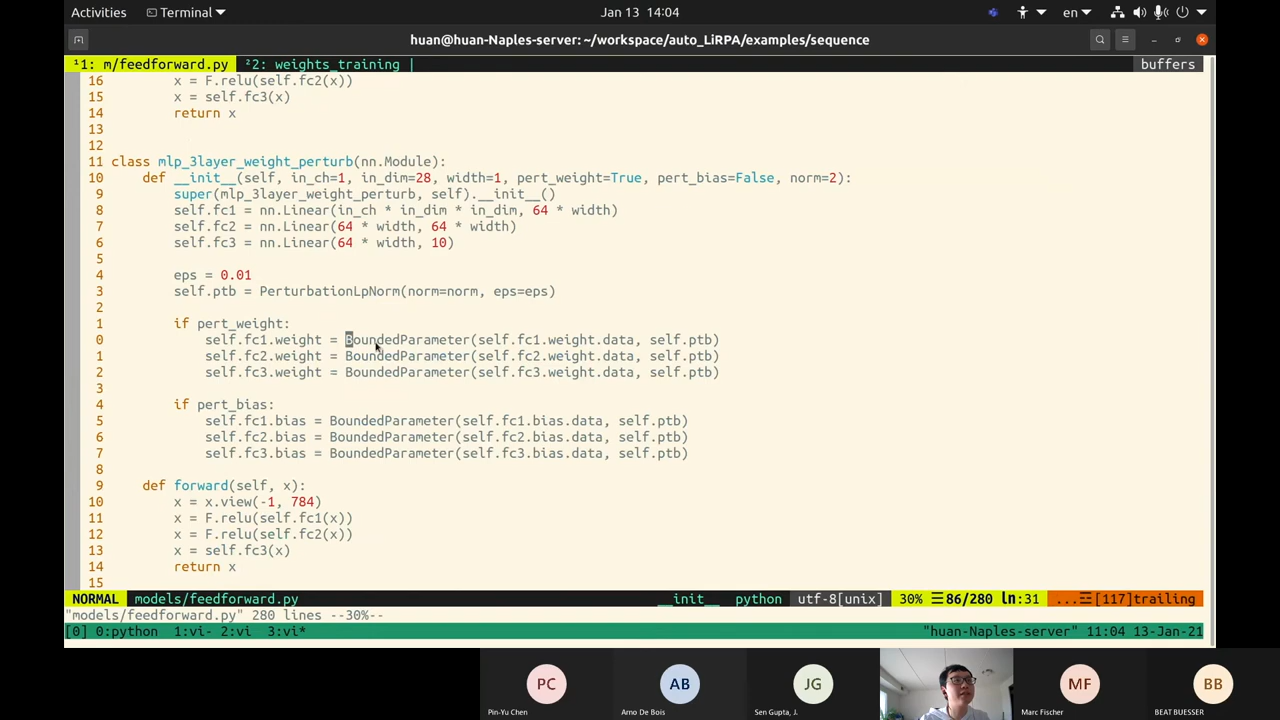 Activities Terminal Jan 13 14:04 en
huan@huan-Naples-server: ~/workspace/auto_LiRPA/examples/sequence
¹1: m/feedforward.py ²2: weights_training | buffers
16 x = F.relu(self.fc2(x))
15 x = self.fc3(x)
14 return x
13
12
11 class mlp_3layer_weight_perturb(nn.Module):
10 def __init__(self, in_ch=1, in_dim=28, width=1, pert_weight=True, pert_bias=False, norm=2):
9 super(mlp_3layer_weight_perturb, self).__init__()
8 self.fc1 = nn.Linear(in_ch * in_dim * in_dim, 64 * width)
7 self.fc2 = nn.Linear(64 * width, 64 * width)
6 self.fc3 = nn.Linear(64 * width, 10)
5
4 eps = 0.01
3 self.ptb = PerturbationLpNorm(norm=norm, eps=eps)
2
1 if pert_weight:
0 self.fc1.weight = BoundedParameter(self.fc1.weight.data, self.ptb)
1 self.fc2.weight = BoundedParameter(self.fc2.weight.data, self.ptb)
2 self.fc3.weight = BoundedParameter(self.fc3.weight.data, self.ptb)
3
4 if pert_bias:
5 self.fc1.bias = BoundedParameter(self.fc1.bias.data, self.ptb)
6 self.fc2.bias = BoundedParameter(self.fc2.bias.data, self.ptb)
7 self.fc3.bias = BoundedParameter(self.fc3.bias.data, self.ptb)
8
9 def forward(self, x):
10 x = x.view(-1, 784)
11 x = F.relu(self.fc1(x))
12 x = F.relu(self.fc2(x))
13 x = self.fc3(x)
14 return x
15
NORMAL models/feedforward.py __init__ python utf-8[unix] 30% ☰86/280 ln:31 ...☲[117]trailing
"models/feedforward.py" 280 lines --30%--
[0] 0:python 1:vi- 2:vi 3:vi* "huan-Naples-server" 11:04 13-Jan-21
PC AB JG MF BB
Pin-Yu Chen Arno De Bois Sen Gupta, J. Marc Fischer BEAT BUESSER